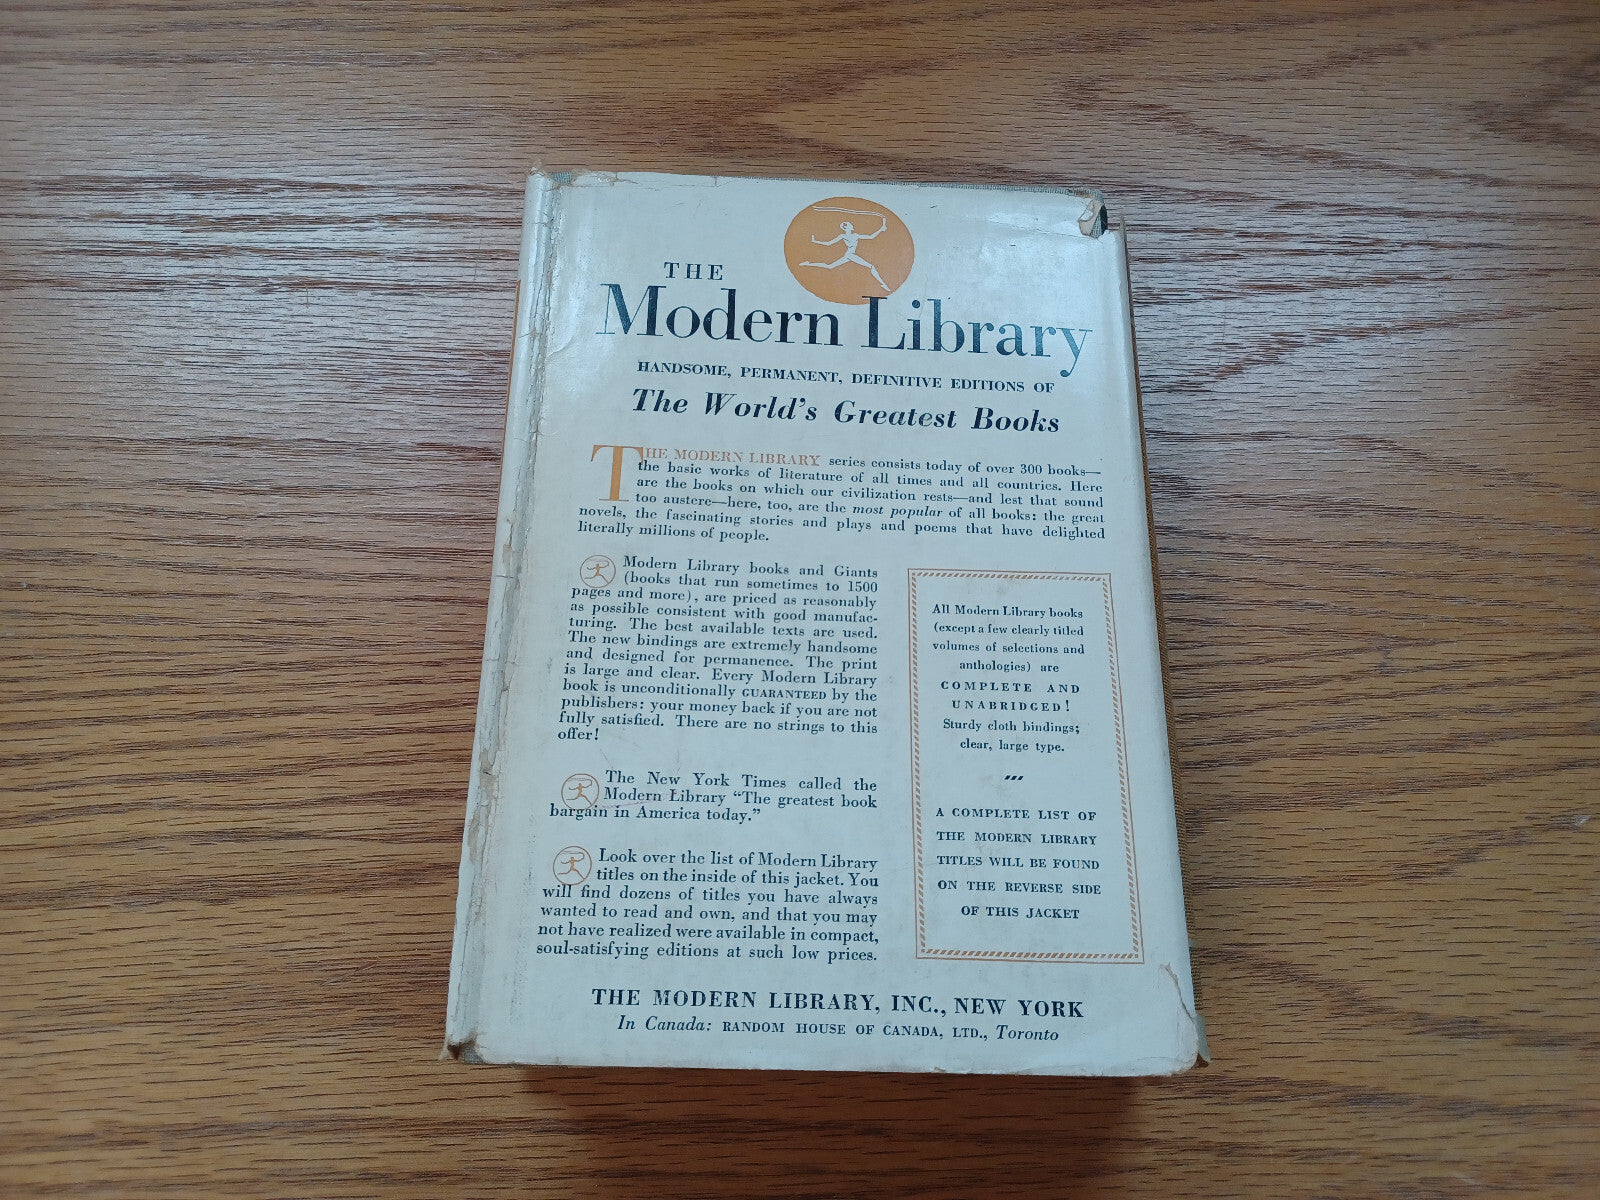 THE
Modern Library
HANDSOME, PERMANENT, DEFINITIVE EDITIONS OF
The World's Greatest Books
THE MODERN LIBRARY series consists today of over 300 books—
the basic works of literature of all times and all countries. Here
are the books on which our civilization rests—and lest that sound
too austere—here, too, are the most popular of all books: the great
novels, the fascinating stories and plays and poems that have delighted
literally millions of people.
Modern Library books and Giants
(books that run sometimes to 1500
pages and more), are priced as reasonably
as possible consistent with good manufac-
turing. The best available texts are used.
The new bindings are extremely handsome
and designed for permanence. The print
is large and clear. Every Modern Library
book is unconditionally GUARANTEED by the
publishers: your money back if you are not
fully satisfied. There are no strings to this
offer!
The New York Times called the
Modern Library "The greatest book
bargain in America today."
Look over the list of Modern Library
titles on the inside of this jacket. You
will find dozens of titles you have always
wanted to read and own, and that you may
not have realized were available in compact,
soul-satisfying editions at such low prices.
All Modern Library books
(except a few clearly titled
volumes of selections and
anthologies) are
COMPLETE AND
UNABRIDGED!
Sturdy cloth bindings;
clear, large type.
A COMPLETE LIST OF
THE MODERN LIBRARY
TITLES WILL BE FOUND
ON THE REVERSE SIDE
OF THIS JACKET
THE MODERN LIBRARY, INC., NEW YORK
In Canada: RANDOM HOUSE OF CANADA, LTD., Toronto